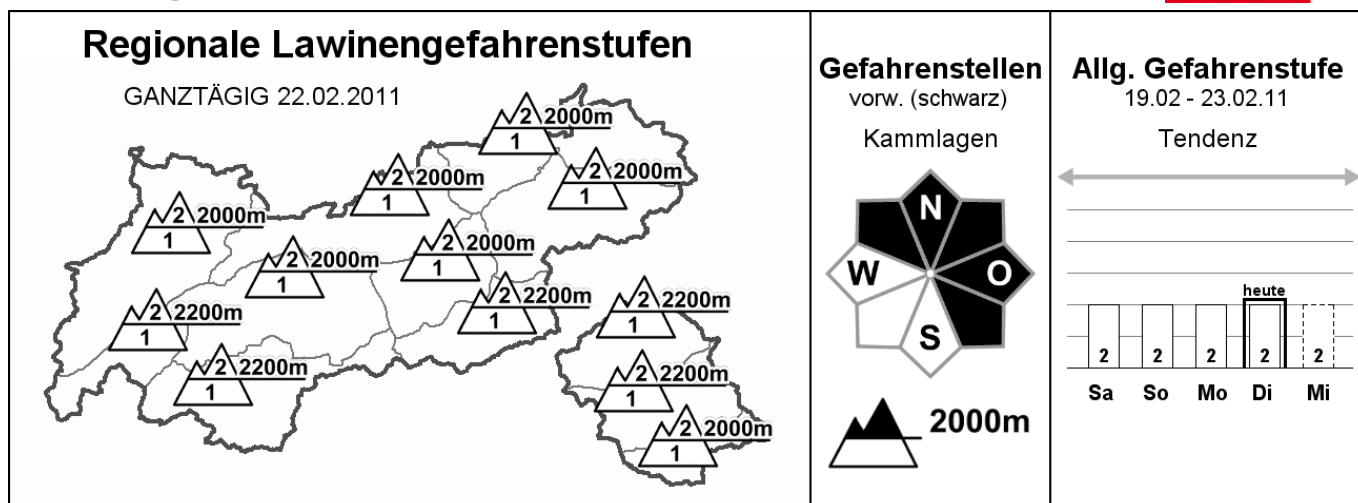 Regionale Lawinengefahrenstufen
GANZTÄGIG 22.02.2011
2 2000m
1
2 2000m
1
2 2000m
1
2 2000m
1
2 2000m
1
2 2000m
1
2 2200m
1
2 2200m
1
2 2200m
1
2 2200m
1
2 2200m
1
2 2000m
1
Gefahrenstellen
vorw. (schwarz)
Kammlagen
N
W O
S
2000m
Allg. Gefahrenstufe
19.02 - 23.02.11
Tendenz
heute
2 2 2 2 2
Sa So Mo Di Mi